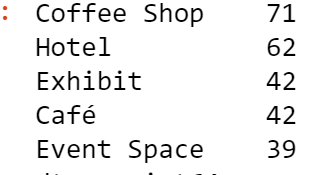 : Coffee Shop 71
Hotel 62
Exhibit 42
Café 42
Event Space 39